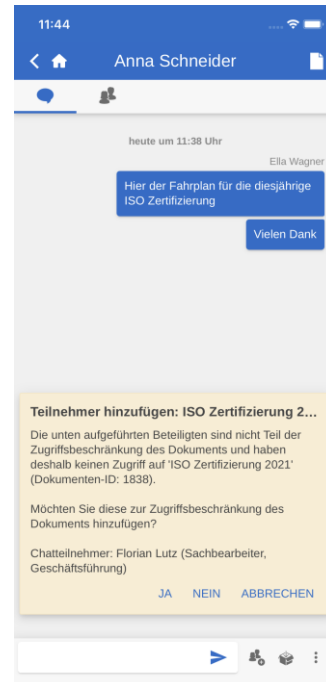 11:44
Anna Schneider
heute um 11:38 Uhr
Ella Wagner
Hier der Fahrplan für die diesjährige
ISO Zertifizierung
Vielen Dank
Teilnehmer hinzufügen: ISO Zertifizierung 2...
Die unten aufgeführten Beteiligten sind nicht Teil der
Zugriffsbeschränkung des Dokuments und haben
deshalb keinen Zugriff auf 'ISO Zertifizierung 2021'
(Dokumenten-ID: 1838).
Möchten Sie diese zur Zugriffsbeschränkung des
Dokuments hinzufügen?
Chatteilnehmer: Florian Lutz (Sachbearbeiter,
Geschäftsführung)
JA NEIN ABBRECHEN